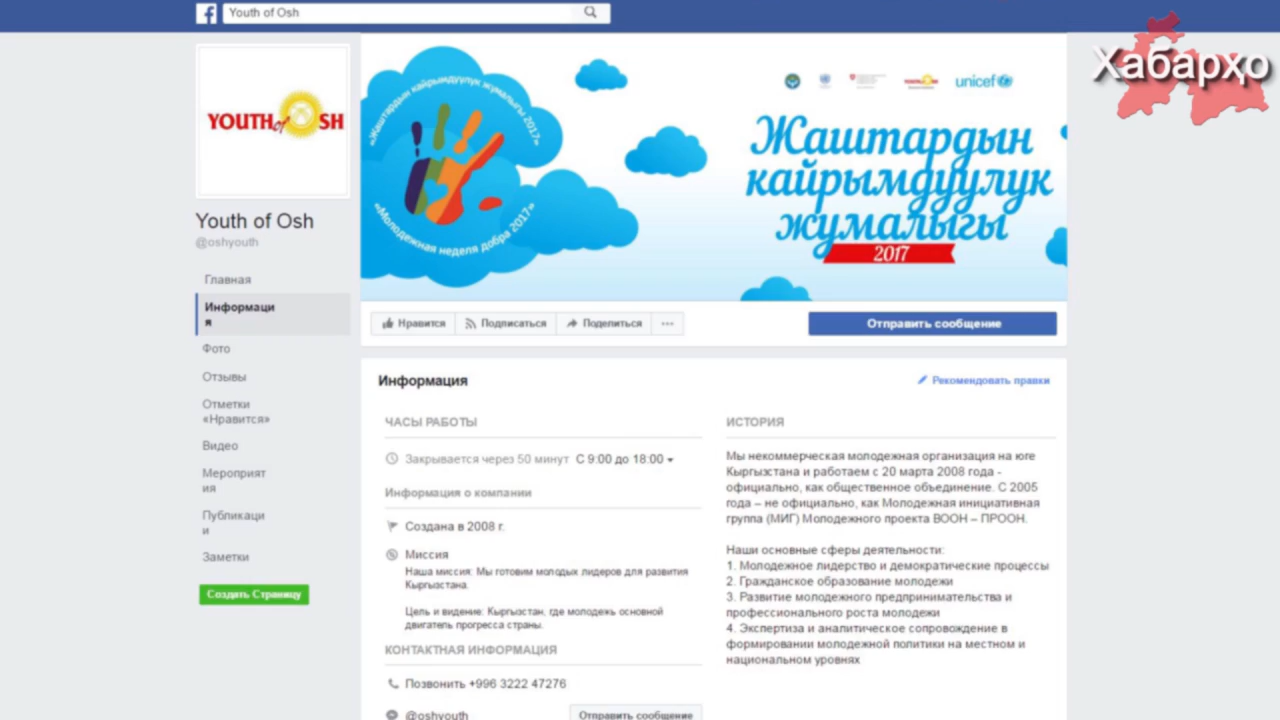 Youth of Osh
Хабарҳо
YOUTH of OSH
Youth of Osh
@oshyouth
Главная
Информаци
я
Фото
Отзывы
Отметки
«Нравится»
Видео
Мероприят
ия
Публикаци
и
Заметки
Создать Страницу
«Жаштардын кайрымдуулук жумалыгы 2017»
«Молодежная неделя добра 2017»
unicef
Жаштардын
кайрымдуулук
жумалыгы
2017
Нравится
Подписаться
Поделиться
Отправить сообщение
Информация
Рекомендовать правки
ЧАСЫ РАБОТЫ
Закрывается через 50 минут С 9:00 до 18:00
Информация о компании
Создана в 2008 г.
Миссия
Наша миссия: Мы готовим молодых лидеров для развития
Кыргызстана.
Цель и видение: Кыргызстан, где молодежь основной
двигатель прогресса страны.
КОНТАКТНАЯ ИНФОРМАЦИЯ
Позвонить +996 3222 47276
@oshyouth
Отправить сообщение
ИСТОРИЯ
Мы некоммерческая молодежная организация на юге
Кыргызстана и работаем с 20 марта 2008 года -
официально, как общественное объединение. С 2005
года – не официально, как Молодежная инициативная
группа (МИГ) Молодежного проекта ВООН – ПРООН.
Наши основные сферы деятельности:
1. Молодежное лидерство и демократические процессы
2. Гражданское образование молодежи
3. Развитие молодежного предпринимательства и
профессионального роста молодежи
4. Экспертиза и аналитическое сопровождение в
формировании молодежной политики на местном и
национальном уровнях